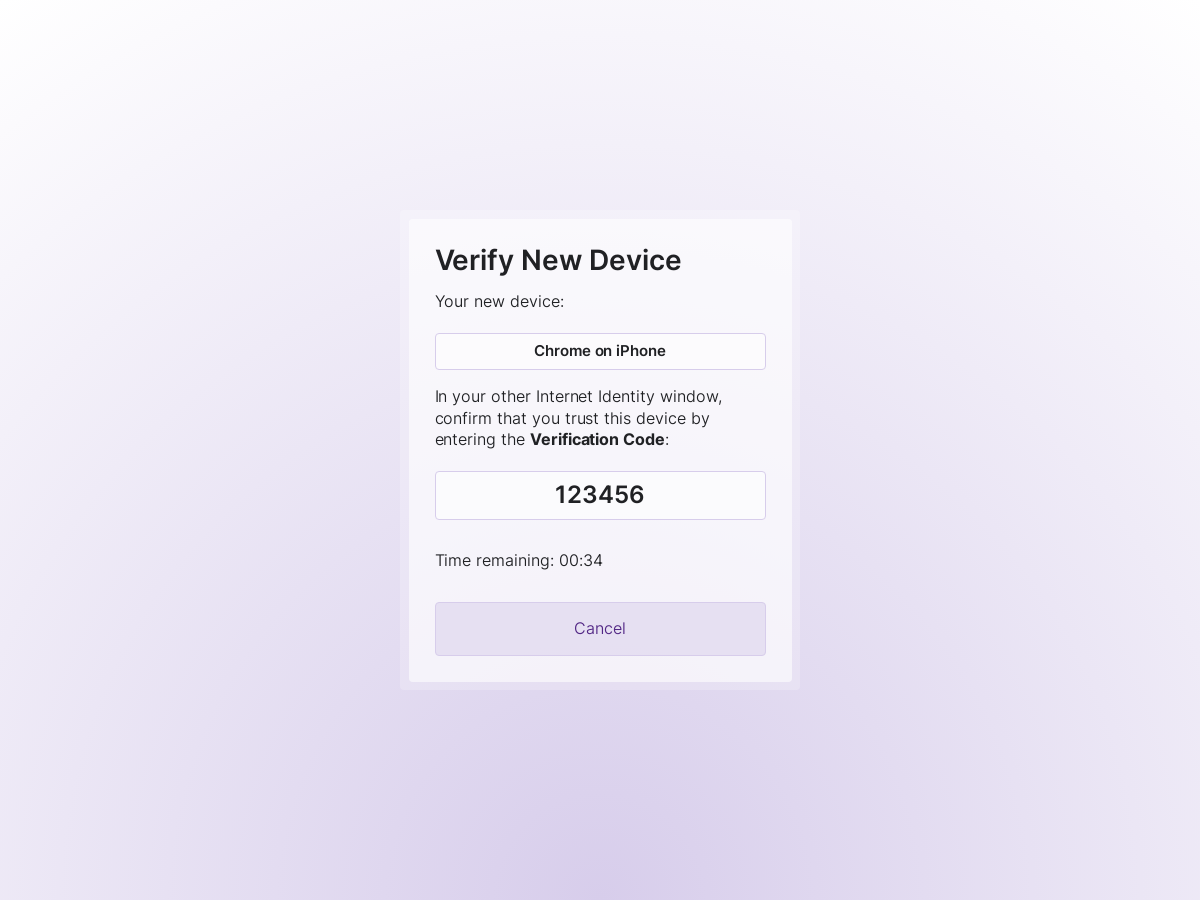 Verify New Device
Your new device:
Chrome on iPhone
In your other Internet Identity window,
confirm that you trust this device by
entering the Verification Code:
123456
Time remaining: 00:34
Cancel